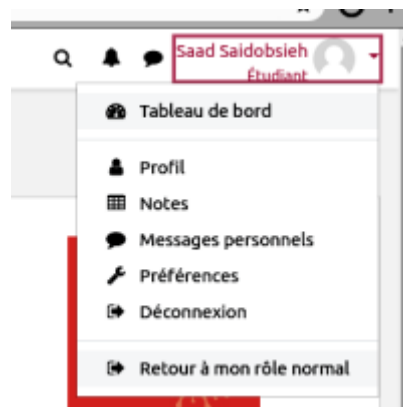 Saad Saidobsieh
Étudiant
Tableau de bord
Profil
Notes
Messages personnels
Préférences
Déconnexion
Retour à mon rôle normal